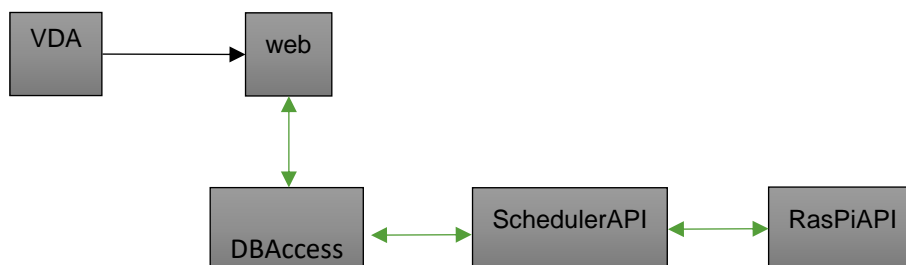 VDA
web
DBAccess
SchedulerAPI
RasPiAPI